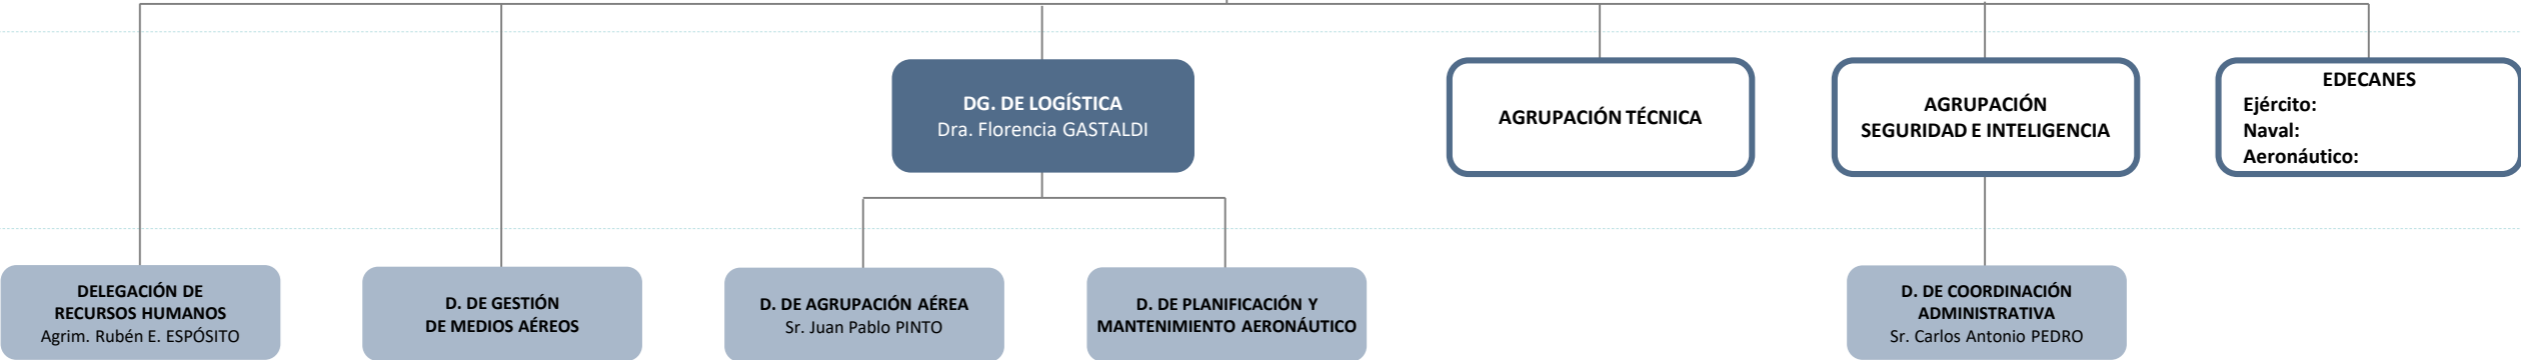 DG. DE LOGÍSTICA
Dra. Florencia GASTALDI
AGRUPACIÓN TÉCNICA
AGRUPACIÓN
SEGURIDAD E INTELIGENCIA
EDECANES
Ejército:
Naval:
Aeronáutico:
DELEGACIÓN DE
RECURSOS HUMANOS
Agrim. Rubén E. ESPÓSITO
D. DE GESTIÓN
DE MEDIOS AÉREOS
D. DE AGRUPACIÓN AÉREA
Sr. Juan Pablo PINTO
D. DE PLANIFICACIÓN Y
MANTENIMIENTO AERONÁUTICO
D. DE COORDINACIÓN
ADMINISTRATIVA
Sr. Carlos Antonio PEDRO